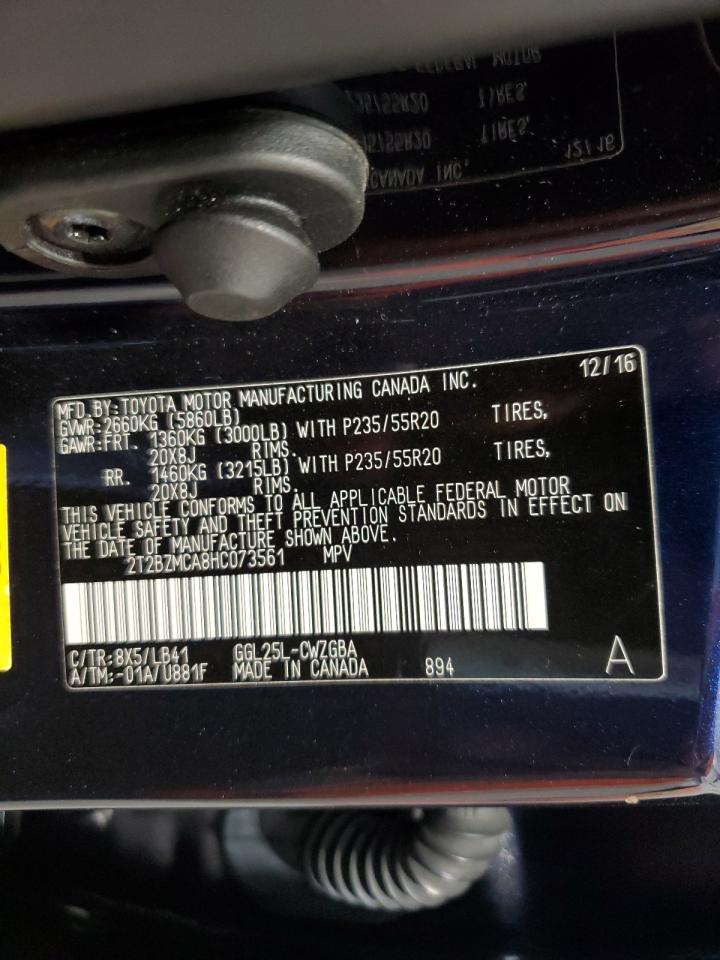 MFD.BY:TOYOTA MOTOR MANUFACTURING CANADA INC. 12/16
GVWR:2660KG (5860LB)
GAWR:FRT. 1360KG (3000LB) WITH P235/55R20 TIRES,
20X8J RIMS.
RR. 1460KG (3215LB) WITH P235/55R20 TIRES,
20X8J RIMS.
THIS VEHICLE CONFORMS TO ALL APPLICABLE FEDERAL MOTOR
VEHICLE SAFETY AND THEFT PREVENTION STANDARDS IN EFFECT ON
THE DATE OF MANUFACTURE SHOWN ABOVE.
2T2BZMCA8HC073561 MPV
C/TR:8X5/LB41 GGL25L-CWZGBA
A/TM:-01A/U881F MADE IN CANADA 894 A